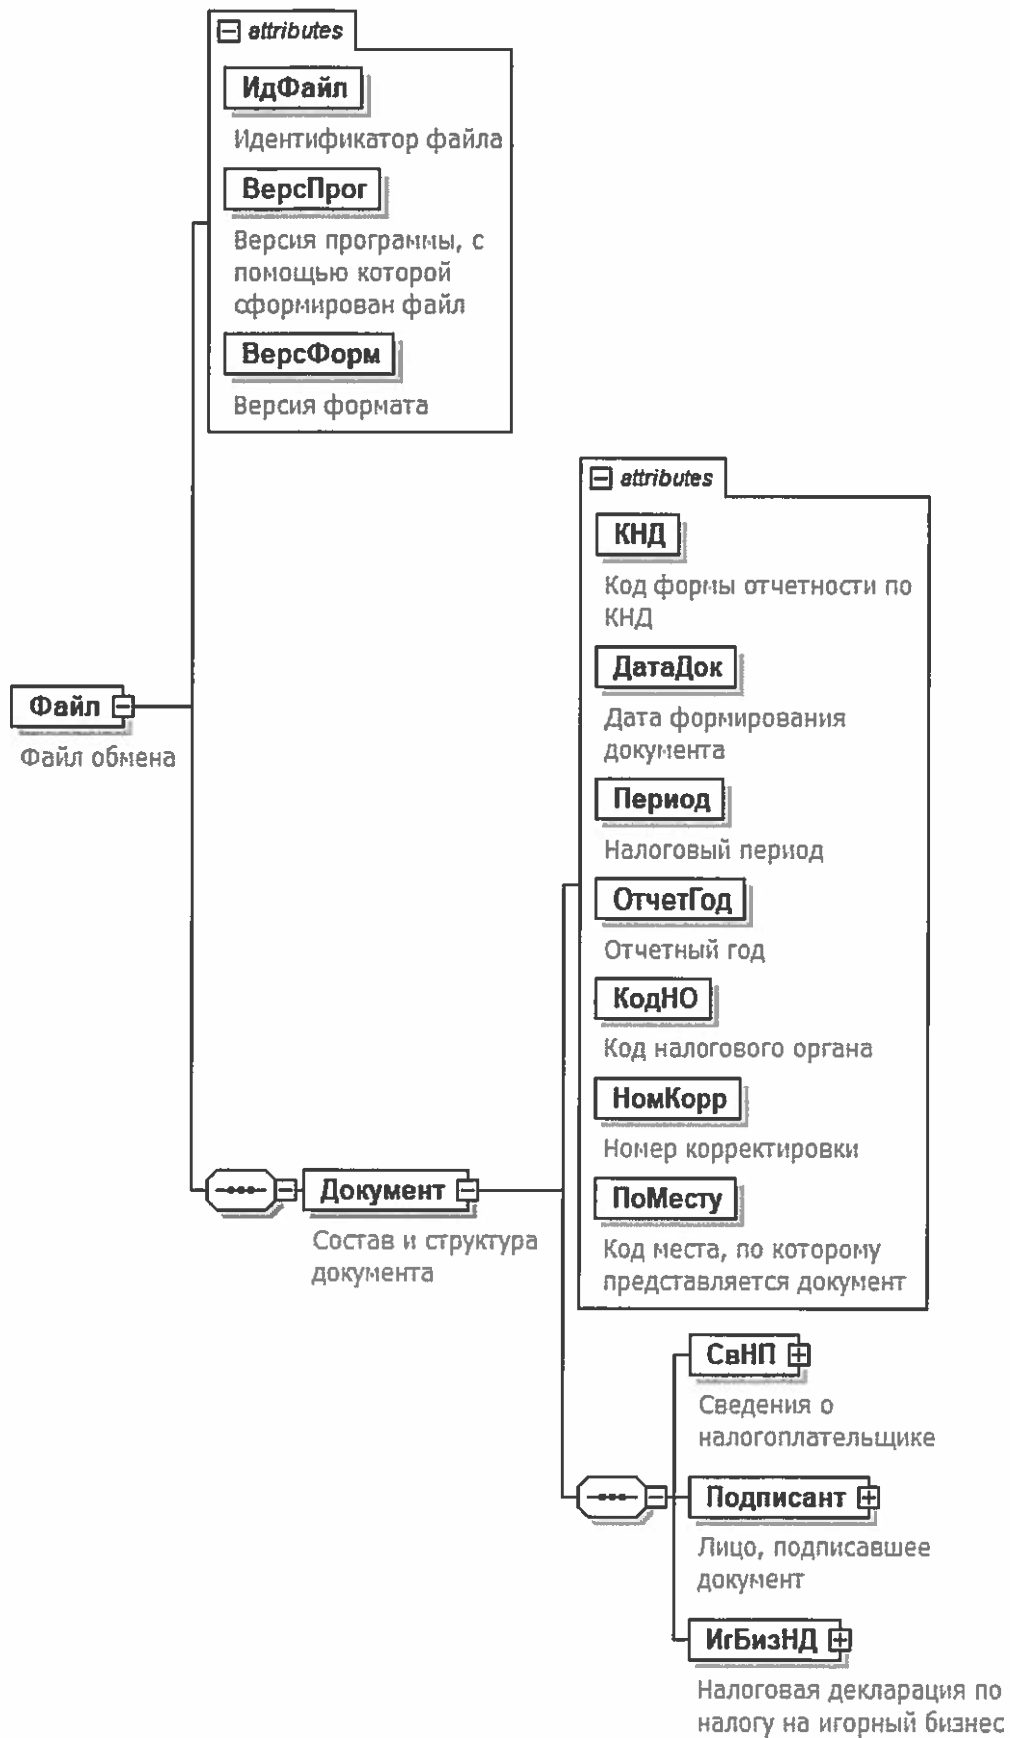 attributes
ИдФайл
Идентификатор файла
ВерсПрог
Версия программы, с
помощью которой
сформирован файл
ВерсФорм
Версия формата
attributes
КНД
Код формы отчетности по
КНД
ДатаДок
Дата формирования
документа
Период
Налоговый период
ОтчетГод
Отчетный год
КодНО
Код налогового органа
НомКорр
Номер корректировки
ПоМесту
Код места, по которому
представляется документ
Файл
Файл обмена
Документ
Состав и структура
документа
СвНП
Сведения о
налогоплательщике
Подписант
Лицо, подписавшее
документ
ИгБизНД
Налоговая декларация по
налогу на игорный бизнес